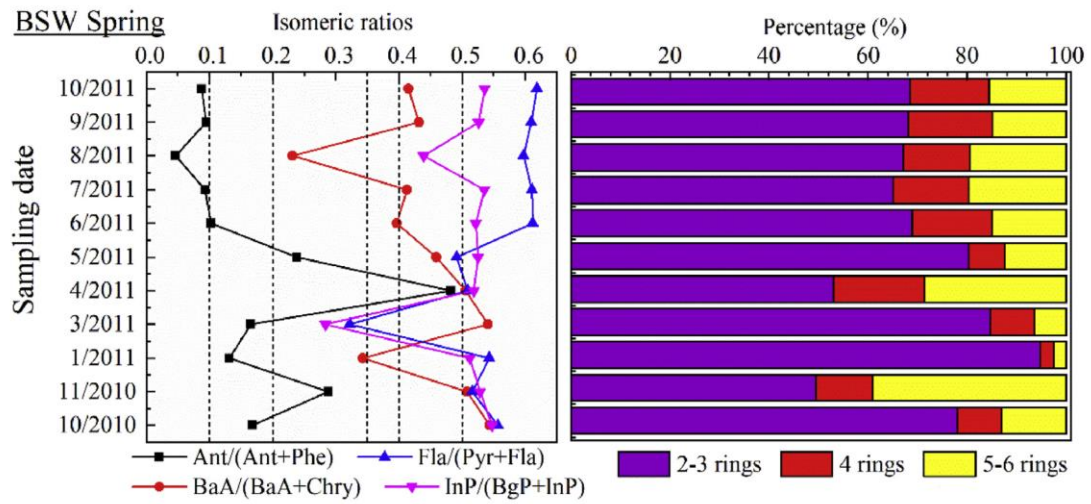 BSW Spring
Isomeric ratios
0.0 0.1 0.2 0.3 0.4 0.5 0.6
Percentage (%)
0 20 40 60 80 100
Sampling date
10/2011
9/2011
8/2011
7/2011
6/2011
5/2011
4/2011
3/2011
1/2011
11/2010
10/2010
Ant/(Ant+Phe) Fla/(Pyr+Fla)
BaA/(BaA+Chry) InP/(BgP+InP)
2-3 rings 4 rings 5-6 rings